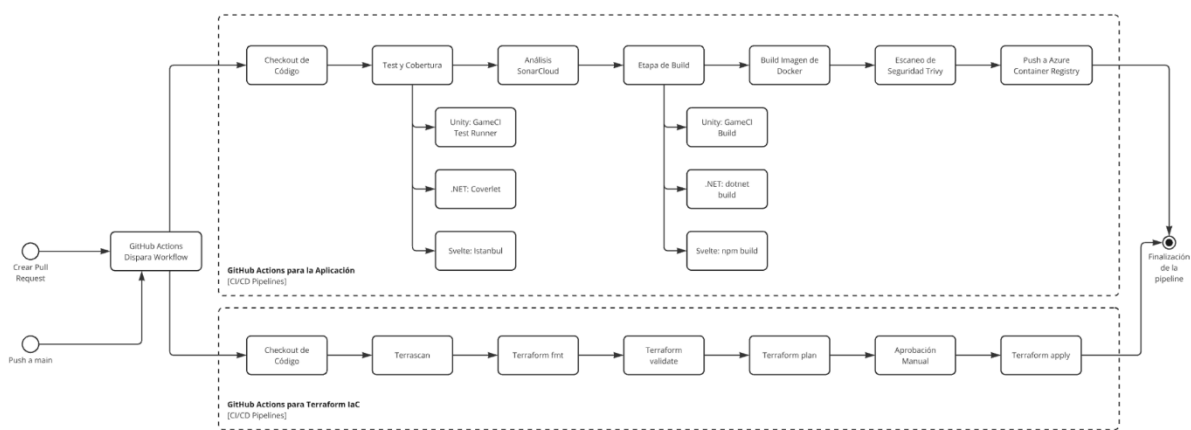 Checkout de
Código
Test y Cobertura
Análisis
SonarCloud
Etapa de Build
Build Imagen de
Docker
Escaneo de
Seguridad Trivy
Push a Azure
Container Registry
Unity: GameCI
Test Runner
Unity: GameCI
Build
.NET: Coverlet
.NET: dotnet
build
Svelte: Istanbul
Svelte: npm build
GitHub Actions
Dispara Workflow
Crear Pull
Request
Push a main
GitHub Actions para la Aplicación
[CI/CD Pipelines]
Finalización
de la
pipeline
Checkout de
Código
Terrascan
Terraform fmt
Terraform
validate
Terraform plan
Aprobación
Manual
Terraform apply
GitHub Actions para Terraform IaC
[CI/CD Pipelines]